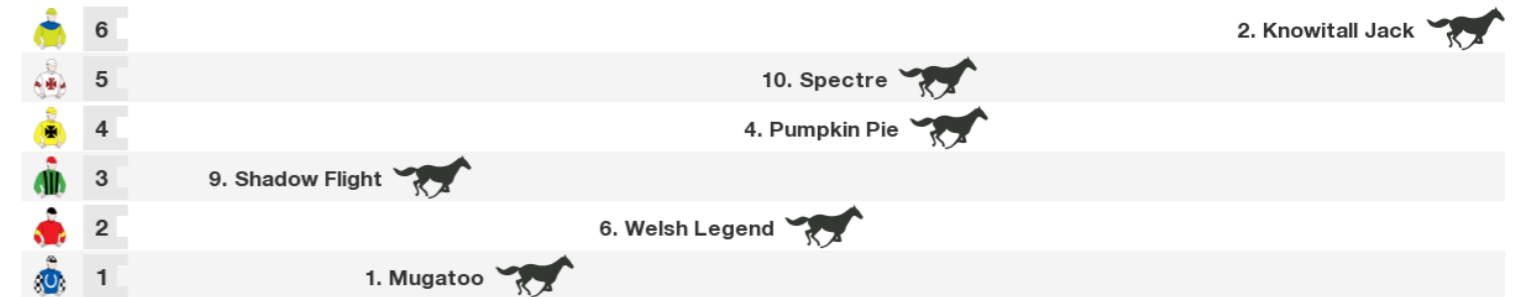 6 2. Knowitall Jack
5 10. Spectre
4 4. Pumpkin Pie
3 9. Shadow Flight
2 6. Welsh Legend
1 1. Mugatoo